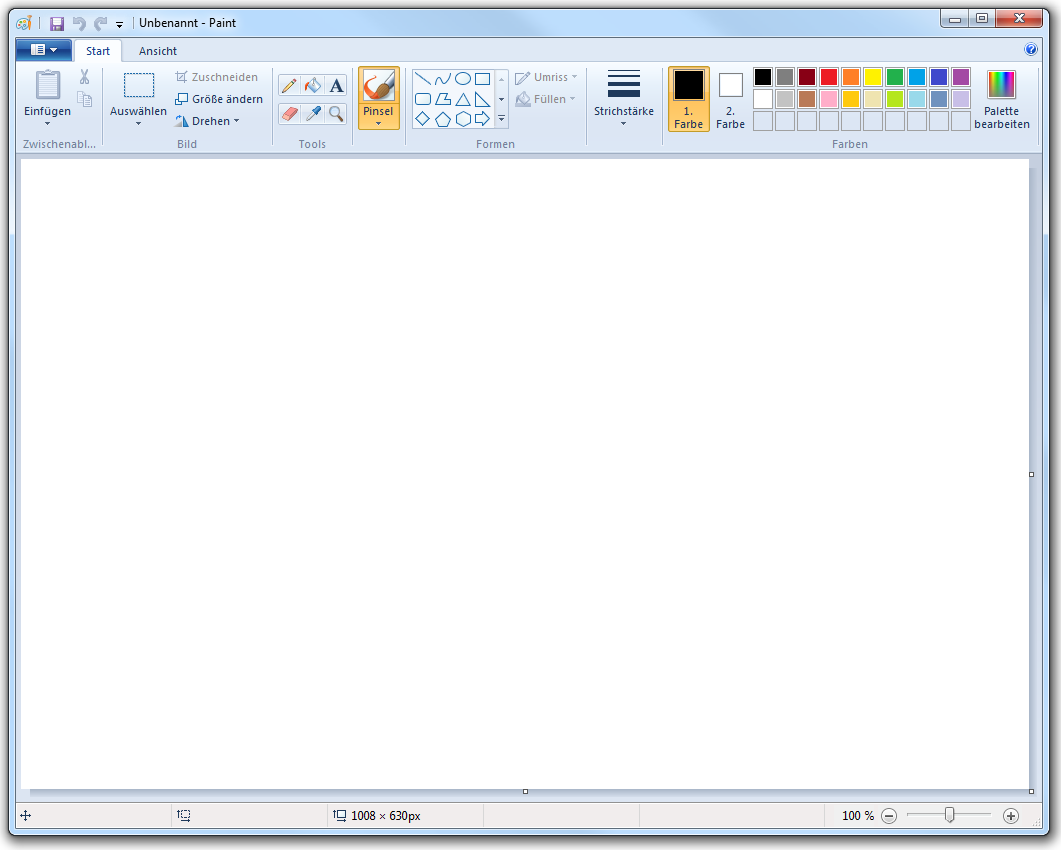 Unbenannt - Paint
Start
Ansicht
Einfügen
Zwischenabl...
Auswählen
Zuschneiden
Größe ändern
Drehen
Bild
A
Tools
Pinsel
Formen
Umriss
Füllen
Strichstärke
1.
Farbe
2.
Farbe
Farben
Palette
bearbeiten
1008 × 630px
100 %